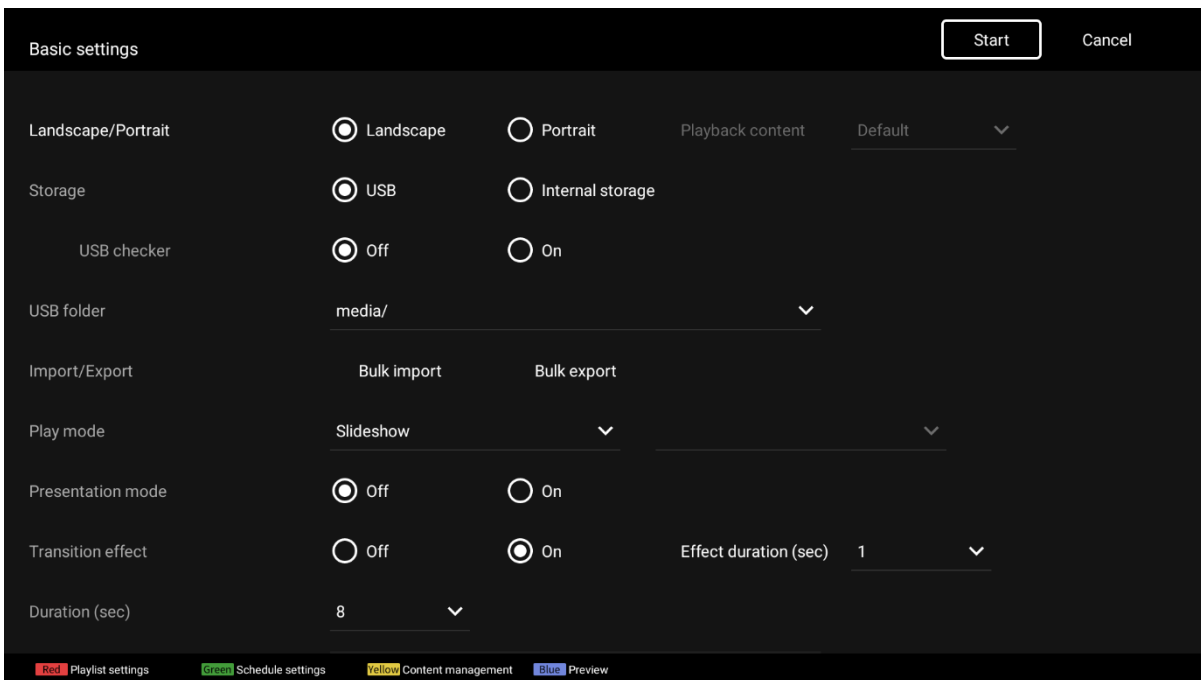 Basic settings Start Cancel
Landscape/Portrait Landscape Portrait Playback content Default
Storage USB Internal storage
USB checker Off On
USB folder media/
Import/Export Bulk import Bulk export
Play mode Slideshow
Presentation mode Off On
Transition effect Off On Effect duration (sec) 1
Duration (sec) 8
Red Playlist settings Green Schedule settings Yellow Content management Blue Preview